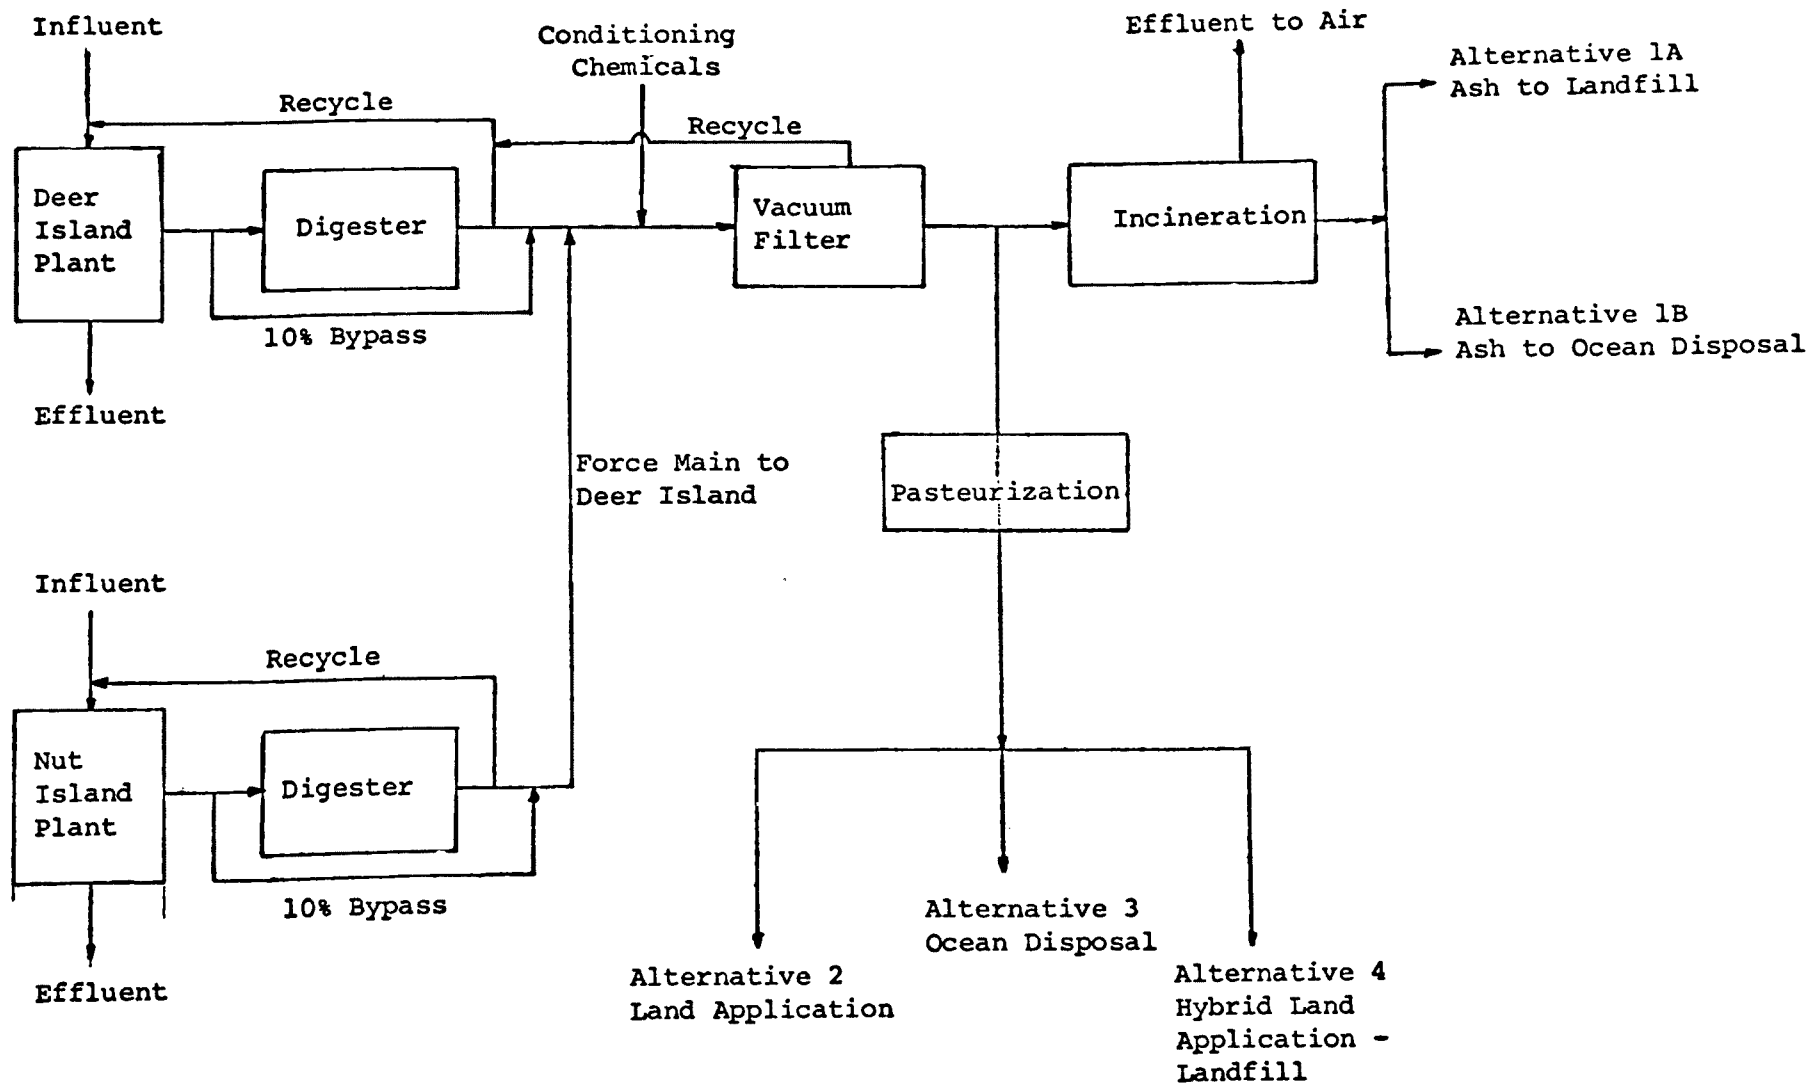 Influent
Conditioning
Chemicals
Effluent to Air
Alternative 1A
Ash to Landfill
Recycle
Recycle
Deer
Island
Plant
Digester
Vacuum
Filter
Incineration
10% Bypass
Alternative 1B
Ash to Ocean Disposal
Effluent
Force Main to
Deer Island
Pasteurization
Influent
Recycle
Nut
Island
Plant
Digester
10% Bypass
Effluent
Alternative 3
Ocean Disposal
Alternative 2
Land Application
Alternative 4
Hybrid Land
Application -
Landfill